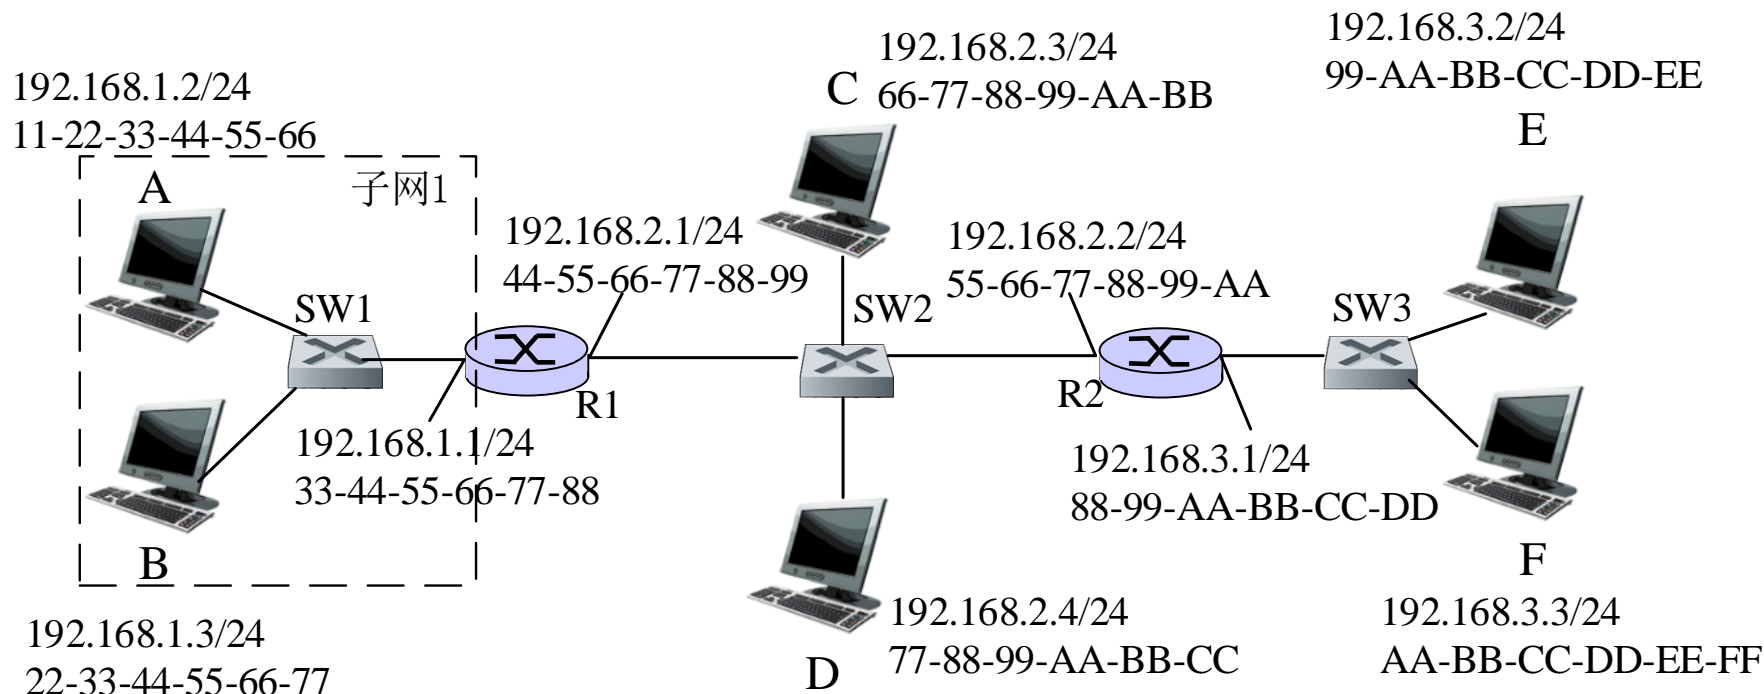 192.168.1.2/24
11-22-33-44-55-66
A
子网1
SW1
B
192.168.1.3/24
22-33-44-55-66-77
192.168.1.1/24
33-44-55-66-77-88
R1
192.168.2.1/24
44-55-66-77-88-99
192.168.2.3/24
C
66-77-88-99-AA-BB
SW2
D
192.168.2.4/24
77-88-99-AA-BB-CC
192.168.2.2/24
55-66-77-88-99-AA
R2
192.168.3.1/24
88-99-AA-BB-CC-DD
SW3
192.168.3.2/24
99-AA-BB-CC-DD-EE
E
F
192.168.3.3/24
AA-BB-CC-DD-EE-FF